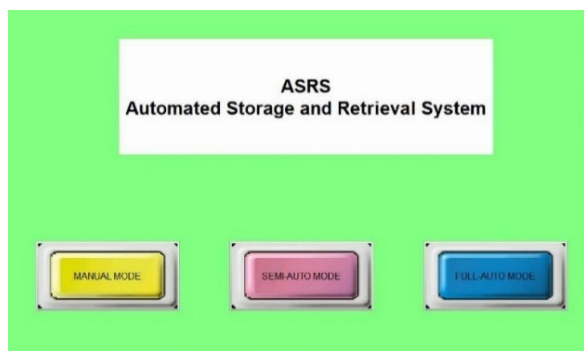 ASRS
Automated Storage and Retrieval System
MANUAL MODE
SEMI-AUTO MODE
FULL-AUTO MODE